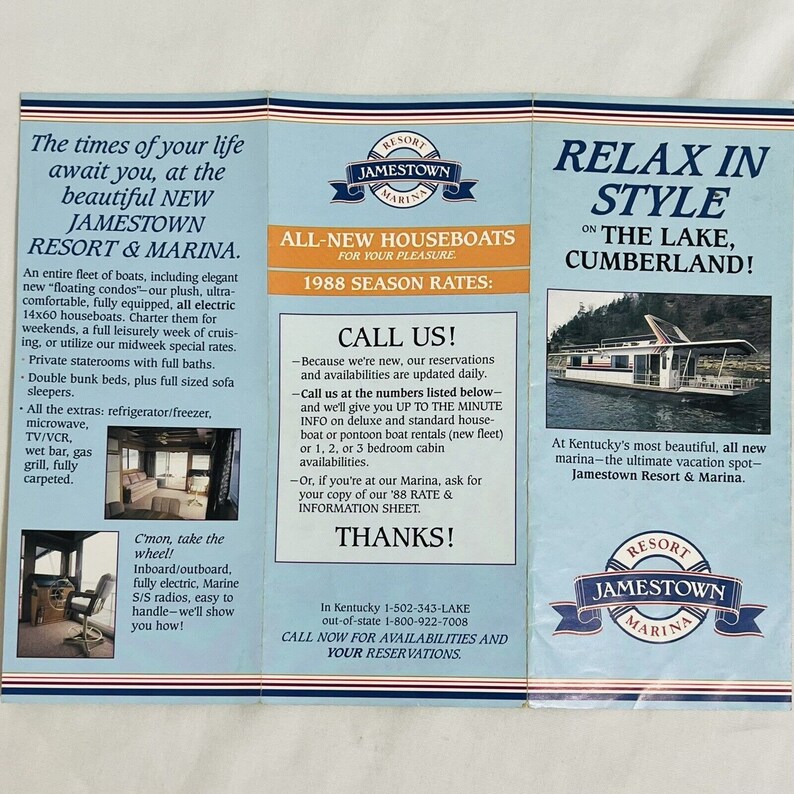 The times of your life
await you, at the
beautiful NEW
JAMESTOWN
RESORT & MARINA.
An entire fleet of boats, including elegant
new "floating condos"—our plush, ultra-
comfortable, fully equipped, all electric
14x60 houseboats. Charter them for
weekends, a full leisurely week of cruis-
ing, or utilize our midweek special rates.
• Private staterooms with full baths.
• Double bunk beds, plus full sized sofa
sleepers.
• All the extras: refrigerator/freezer,
microwave,
TV/VCR,
wet bar, gas
grill, fully
carpeted.
C'mon, take the
wheel!
Inboard/outboard,
fully electric, Marine
S/S radios, easy to
handle—we'll show
you how!
RESORT
JAMESTOWN
MARINA
ALL-NEW HOUSEBOATS
FOR YOUR PLEASURE.
1988 SEASON RATES:
CALL US!
—Because we're new, our reservations
and availabilities are updated daily.
—Call us at the numbers listed below—
and we'll give you UP TO THE MINUTE
INFO on deluxe and standard house-
boat or pontoon boat rentals (new fleet)
or 1, 2, or 3 bedroom cabin
availabilities.
—Or, if you're at our Marina, ask for
your copy of our '88 RATE &
INFORMATION SHEET.
THANKS!
In Kentucky 1-502-343-LAKE
out-of-state 1-800-922-7008
CALL NOW FOR AVAILABILITIES AND
YOUR RESERVATIONS.
RELAX IN
STYLE
ON THE LAKE,
CUMBERLAND!
At Kentucky's most beautiful, all new
marina—the ultimate vacation spot—
Jamestown Resort & Marina.
RESORT
JAMESTOWN
MARINA